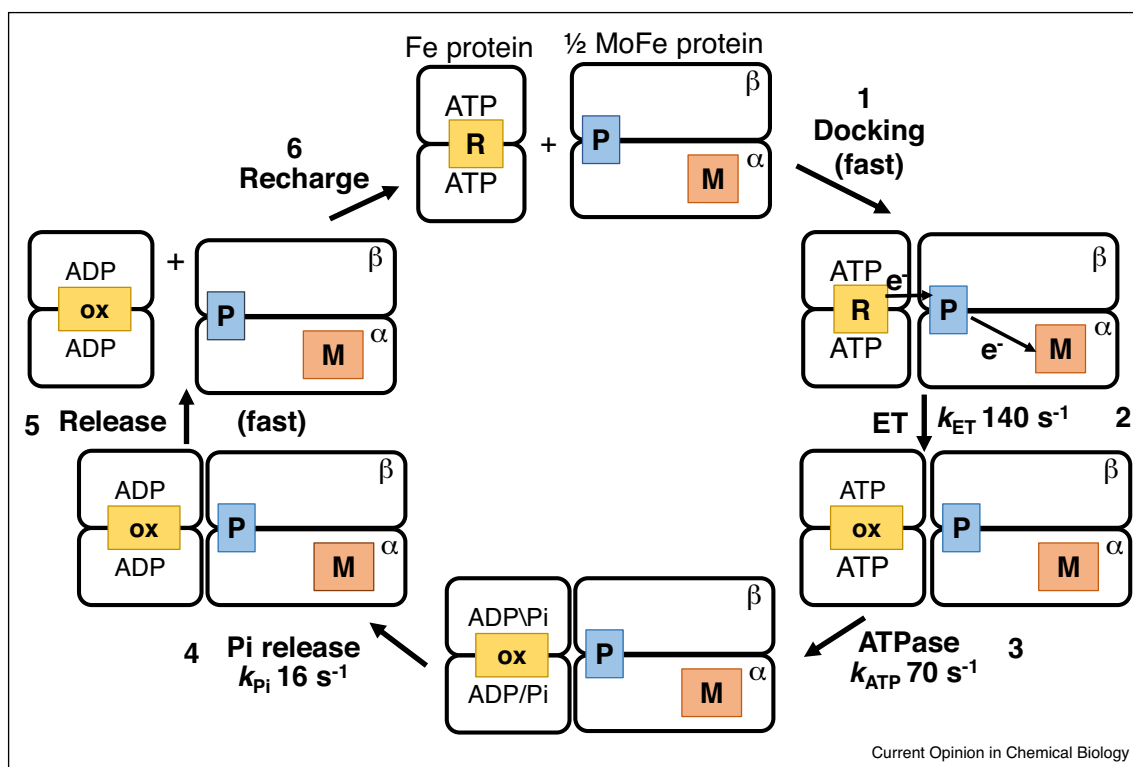 Fe protein
½ MoFe protein
ATP
R
ATP
+
P
β
α
M
1
Docking
(fast)
ATP
R
ATP
e-
P
e-
β
α
M
ET
kET 140 s-1
2
ATP
ox
ATP
P
β
α
M
ATPase
kATP 70 s-1
3
ADP\Pi
ox
ADP/Pi
P
β
α
M
4
Pi release
kPi 16 s-1
ADP
ox
ADP
P
β
α
M
5
Release
(fast)
ADP
ox
ADP
+
P
β
α
M
6
Recharge
Current Opinion in Chemical Biology